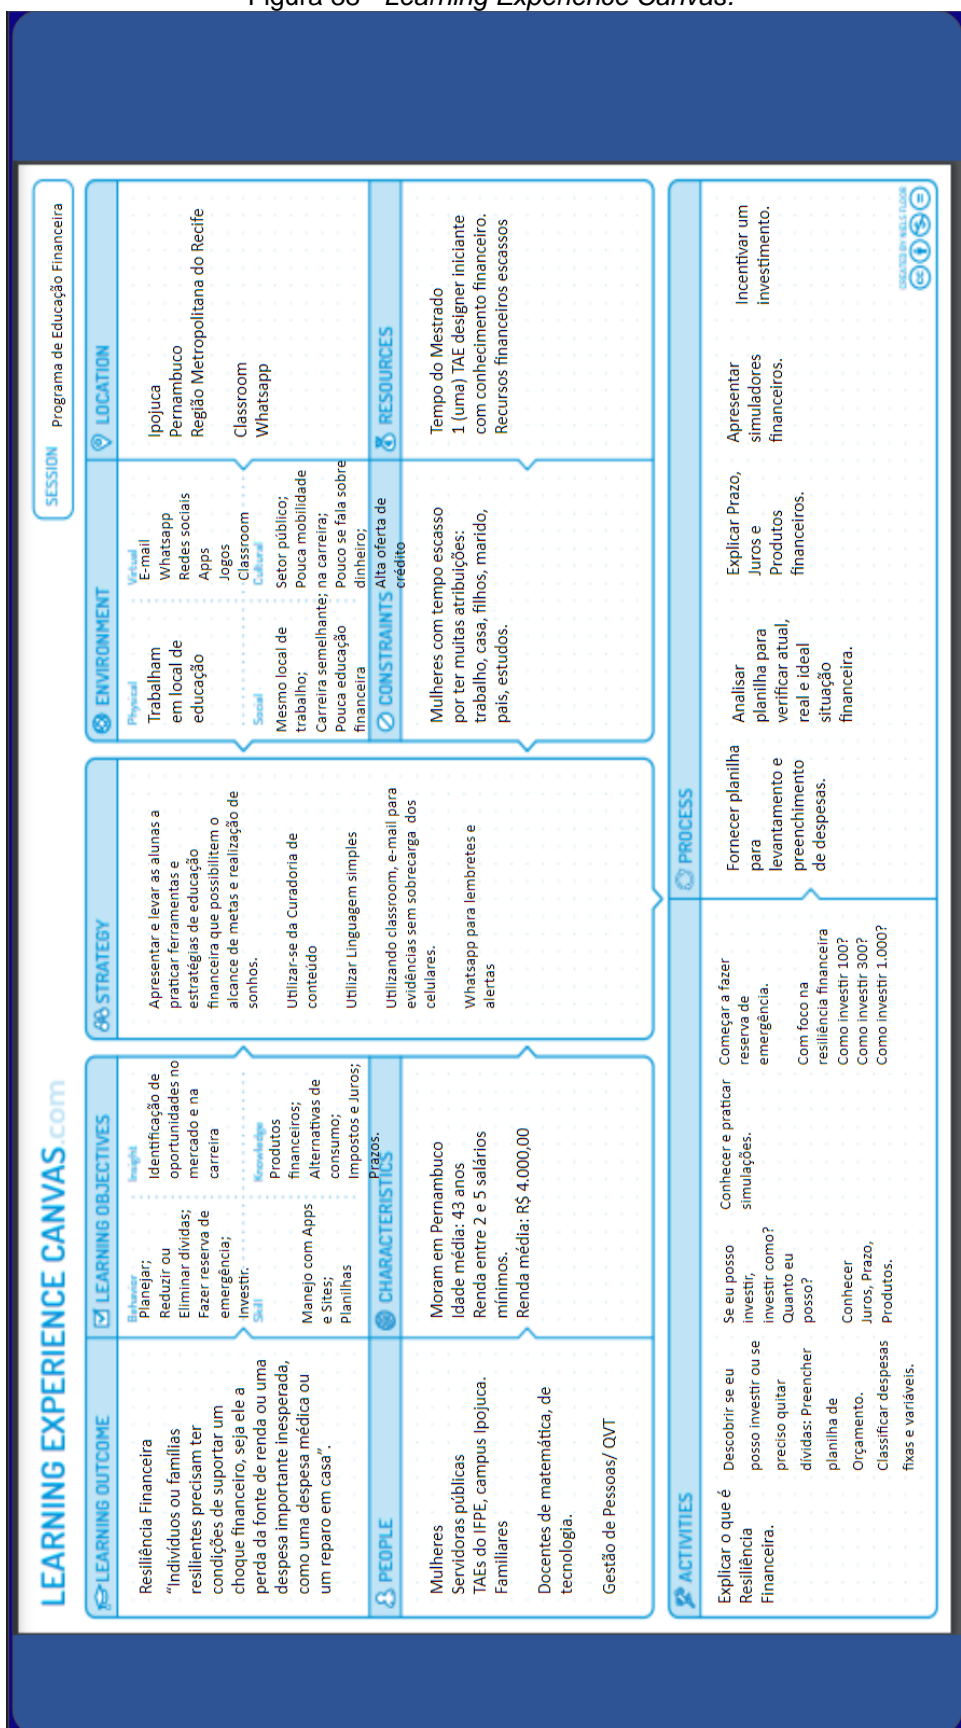 Learning Experience Canvas.
LEARNING EXPERIENCE CANVAS.com
SESSION Programa de Educação Financeira
LEARNING OUTCOME
Resiliência Financeira
“Indivíduos ou famílias
resilientes precisam ter
condições de suportar um
choque financeiro, seja ele a
perda da fonte de renda ou uma
despesa importante inesperada,
como uma despesa médica ou
um reparo em casa”.
LEARNING OBJECTIVES
Behavior
Planejar;
Reduzir ou
Eliminar dívidas;
Fazer reserva de
emergência;
Investir.
Insight
Identificação de
oportunidades no
mercado e na
carreira
Skill
Manejo com Apps
e Sites;
Planilhas
Knowledge
Produtos
financeiros;
Alternativas de
consumo;
Impostos e Juros;
Prazos.
PEOPLE
Mulheres
Servidoras públicas
TAEs do IFPE, campus Ipojuca.
Familiares
Docentes de matemática, de
tecnologia.
Gestão de Pessoas/ QVT
CHARACTERISTICS
Moram em Pernambuco
Idade média: 43 anos
Renda entre 2 e 5 salários
mínimos.
Renda média: R$ 4.000,00
STRATEGY
Apresentar e levar as alunas a
praticar ferramentas e
estratégias de educação
financeira que possibilitem o
alcance de metas e realização de
sonhos.
Utilizar-se da Curadoria de
conteúdo
Utilizar Linguagem simples
Utilizando classroom, e-mail para
evidências sem sobrecarga dos
celulares.
Whatsapp para lembretes e
alertas
ENVIRONMENT
Physical
Trabalham
em local de
educação
Virtual
E-mail
Whatsapp
Redes sociais
Apps
Jogos
Classroom
Social
Mesmo local de
trabalho;
Carreira semelhante;
Pouca educação
financeira
Cultural
Setor público;
Pouca mobilidade
na carreira;
Pouco se fala sobre
dinheiro;
Alta oferta de
crédito
LOCATION
Ipojuca
Pernambuco
Região Metropolitana do Recife
Classroom
Whatsapp
CONSTRAINTS
Mulheres com tempo escasso
por ter muitas atribuições:
trabalho, casa, filhos, marido,
pais, estudos.
RESOURCES
Tempo do Mestrado
1 (uma) TAE designer iniciante
com conhecimento financeiro.
Recursos financeiros escassos
ACTIVITIES
Explicar o que é
Resiliência
Financeira.
Descobrir se eu
posso investir ou se
preciso quitar
dívidas: Preencher
planilha de
Orçamento.
Classificar despesas
fixas e variáveis.
Se eu posso
investir,
investir como?
Quanto eu
posso?
Conhecer
Juros, Prazo,
Produtos.
Conhecer e praticar
simulações.
Começar a fazer
reserva de
emergência.
Com foco na
resiliência financeira
Como investir 100?
Como investir 300?
Como investir 1.000?
PROCESS
Fornecer planilha
para
levantamento e
preenchimento
de despesas.
Analisar
planilha para
verificar atual,
real e ideal
situação
financeira.
Explicar Prazo,
Juros e
Produtos
financeiros.
Apresentar
simuladores
financeiros.
Incentivar um
investimento.
CREATED BY NIELS FLOOR
cc